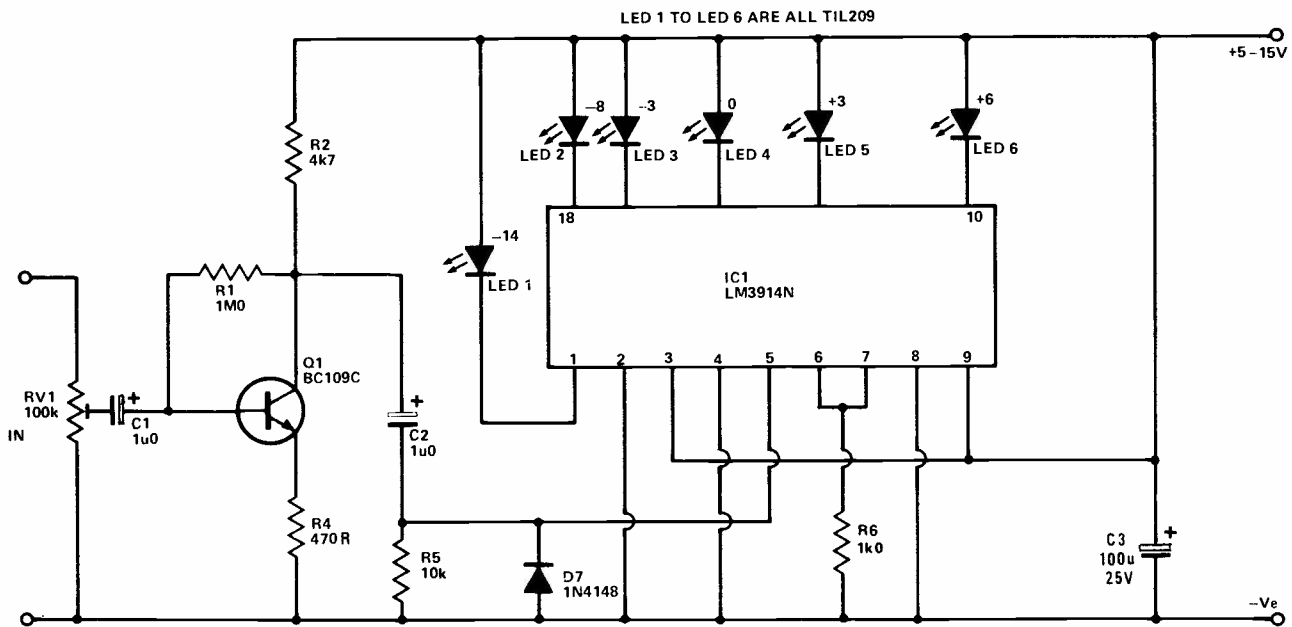 LED 1 TO LED 6 ARE ALL TIL209
+5-15V
R2
4k7
-8
LED 2
--3
LED 3
0
LED 4
+3
LED 5
+6
LED 6
18
10
-14
LED 1
IC1
LM3914N
R1
1M0
1
2
3
4
5
6
7
8
9
Q1
BC109C
RV1
100k
IN
+
C1
1u0
+
C2
1u0
R4
470R
R5
10k
D7
1N4148
R6
1k0
+
C3
100u
25V
-Ve